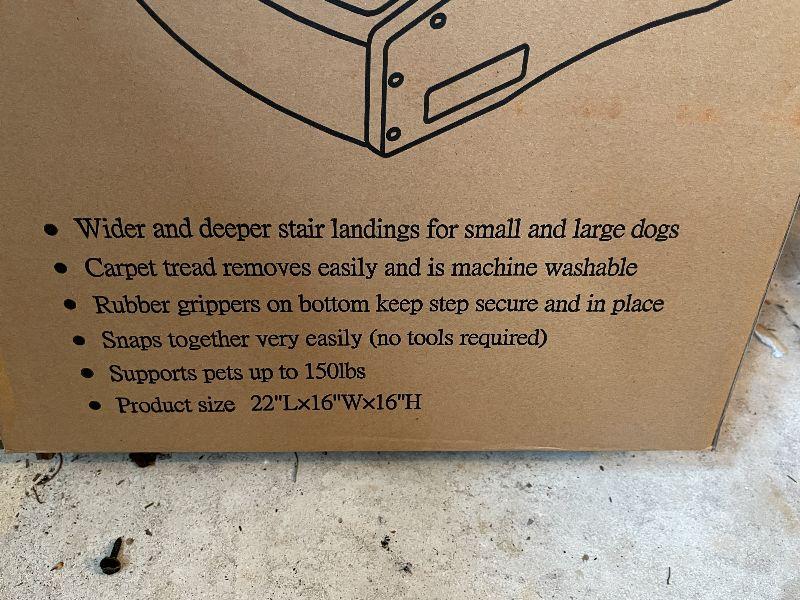 • Wider and deeper stair landings for small and large dogs
• Carpet tread removes easily and is machine washable
• Rubber grippers on bottom keep step secure and in place
• Snaps together very easily (no tools required)
• Supports pets up to 150lbs
• Product size 22"L×16"W×16"H